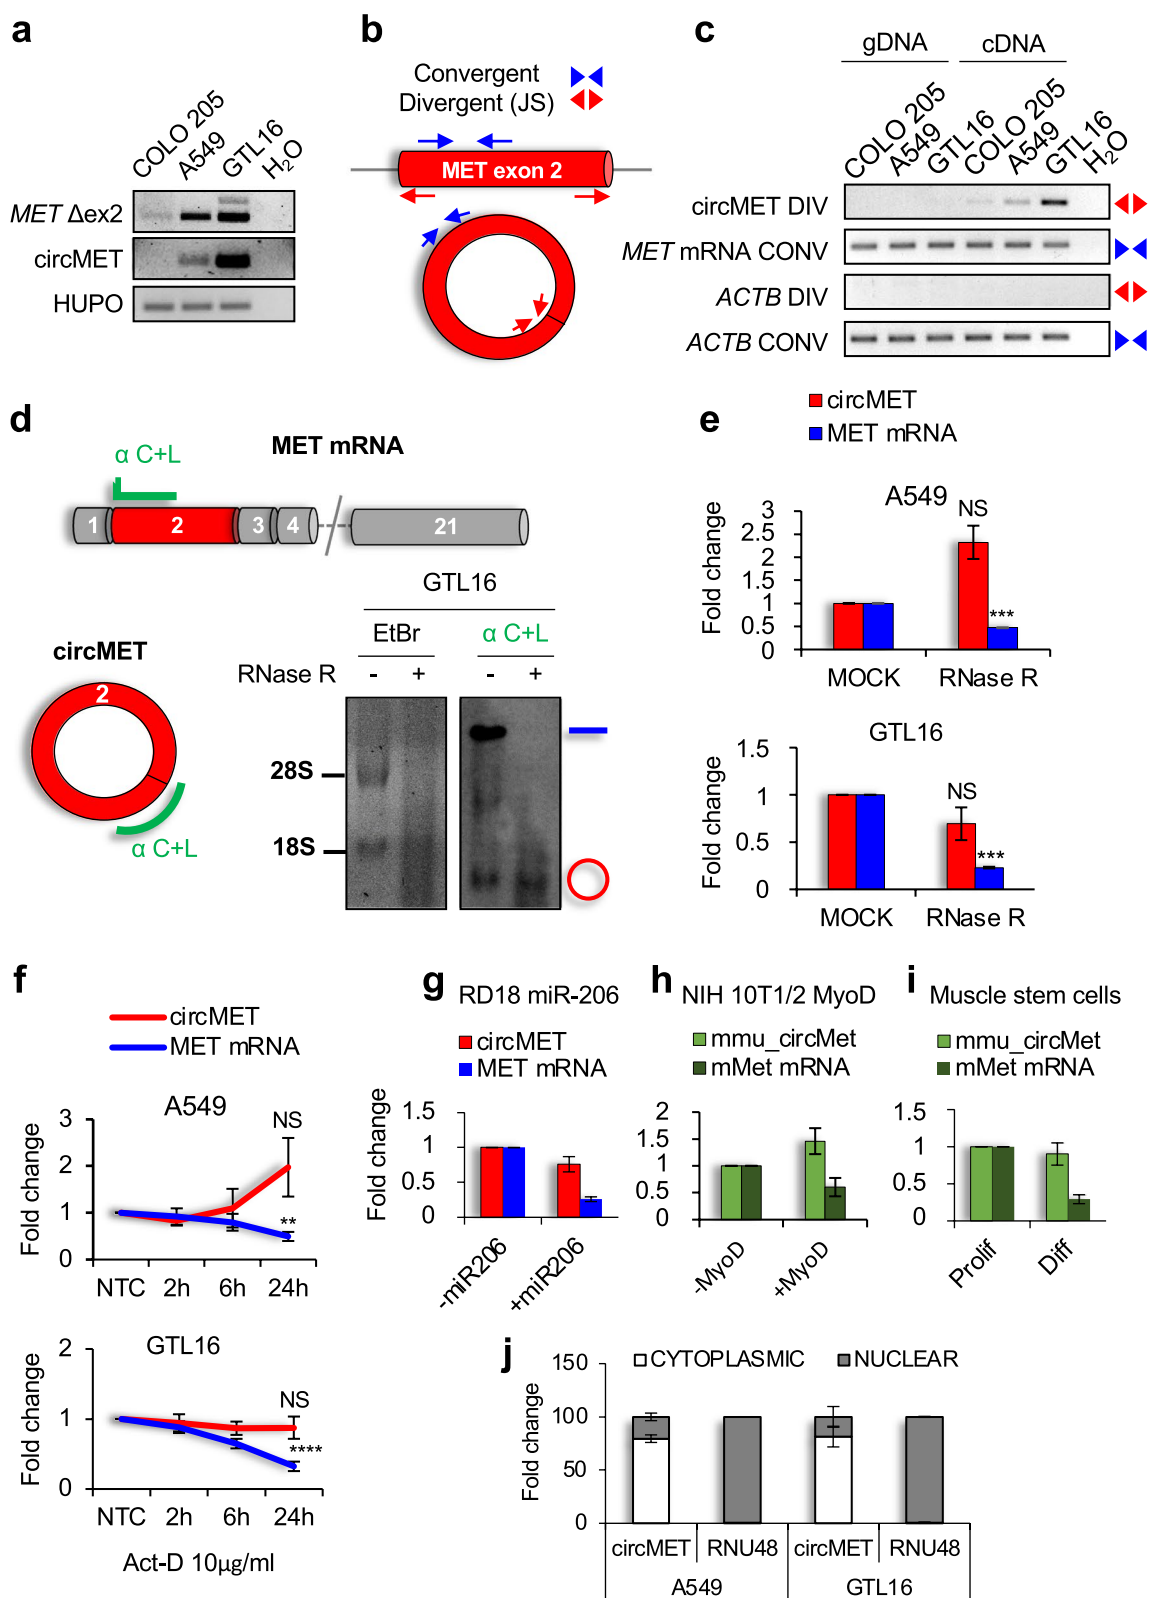 a
COLO 205
A549
GTL16
H₂O
MET Δex2
circMET
HUPO
b
Convergent
Divergent (JS)
MET exon 2
c
gDNA cDNA
COLO 205
A549
GTL16
COLO 205
A549
GTL16
H₂O
circMET DIV
MET mRNA CONV
ACTB DIV
ACTB CONV
d
MET mRNA
α C+L
1 2 3 4 21
circMET
2
α C+L
GTL16
EtBr α C+L
RNase R - + - +
28S
18S
e
circMET
MET mRNA
A549
Fold change
3
2.5
2
1.5
1
0.5
0
NS
***
MOCK RNase R
GTL16
Fold change
1.5
1
0.5
0
NS
***
MOCK RNase R
f
circMET
MET mRNA
A549
Fold change
3
2
1
0
NS
**
NTC 2h 6h 24h
GTL16
Fold change
2
1
0
NS
****
NTC 2h 6h 24h
Act-D 10µg/ml
g
RD18 miR-206
circMET
MET mRNA
Fold change
1
0.5
0
-miR206
+miR206
h
NIH 10T1/2 MyoD
mmu_circMet
mMet mRNA
2
1.5
1
0.5
0
-MyoD
+MyoD
i
Muscle stem cells
mmu_circMet
mMet mRNA
1
0.5
0
Prolif
Diff
j
CYTOPLASMIC NUCLEAR
Fold change
150
100
50
0
circMET RNU48 circMET RNU48
A549 GTL16